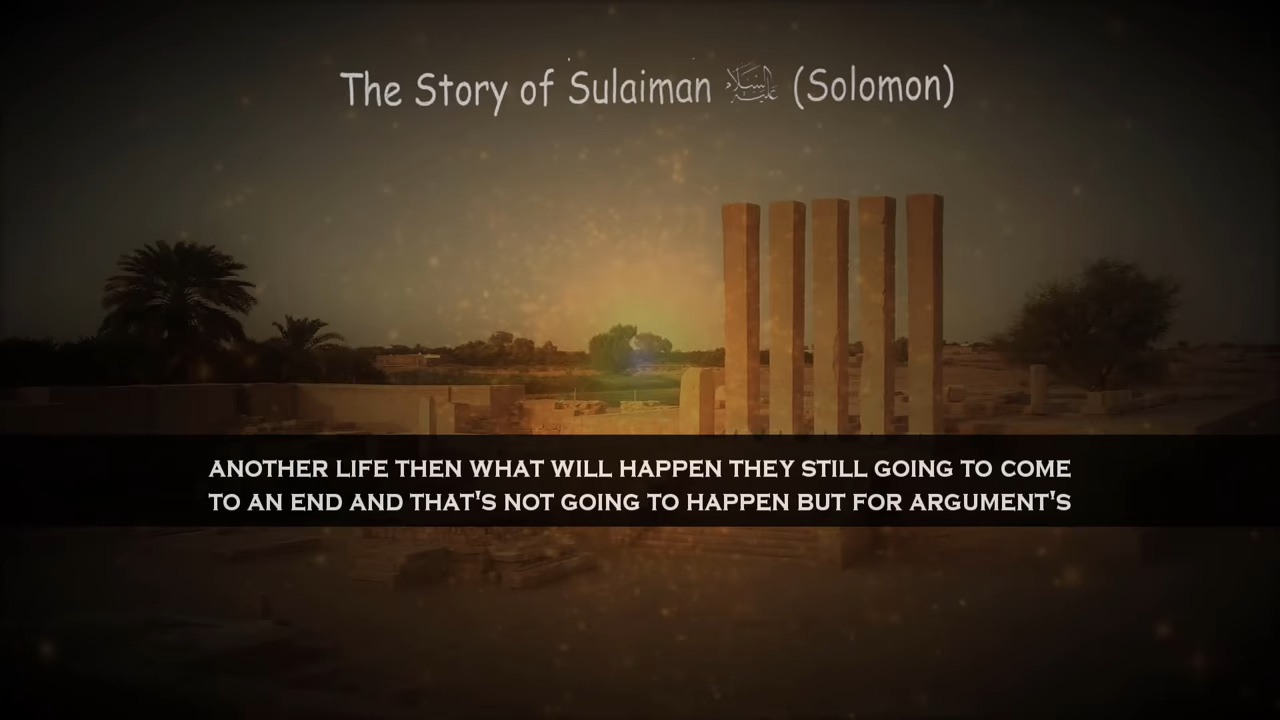 The Story of Sulaiman عليه السلام (Solomon)
ANOTHER LIFE THEN WHAT WILL HAPPEN THEY STILL GOING TO COME
TO AN END AND THAT'S NOT GOING TO HAPPEN BUT FOR ARGUMENT'S